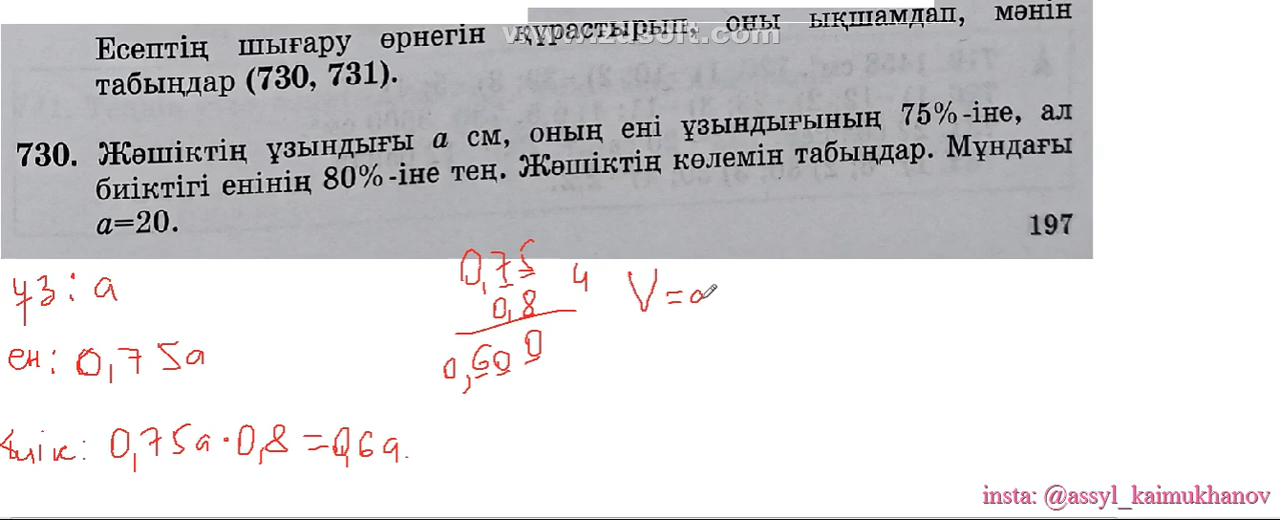 Есептің шығару өрнегін құрастырып, оны ықшамдап, мәнін
табыңдар (730, 731).
730. Жәшіктің ұзындығы a см, оның ені ұзындығының 75%-іне, ал
биіктігі енінің 80%-іне тең. Жәшіктің көлемін табыңдар. Мұндағы
a=20.
197
ұз: a
ен: 0,75a
биік: 0,75a·0,8=0,6a.
0,75 4
0,8
0,600
V=a
insta: @assyl_kaimukhanov